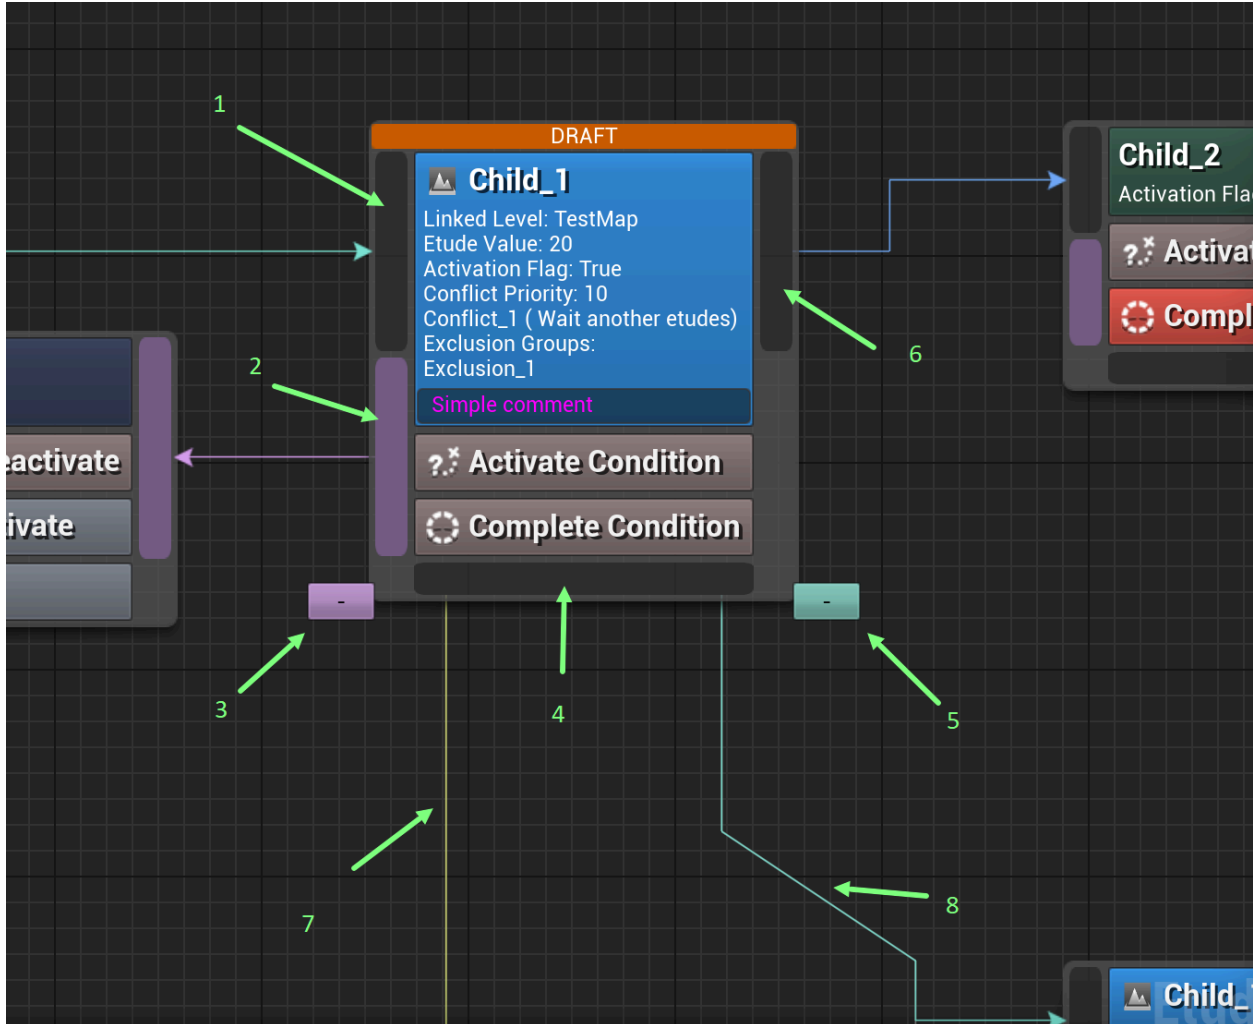 1
DRAFT
Child_1
Linked Level: TestMap
Etude Value: 20
Activation Flag: True
Conflict Priority: 10
Conflict_1 ( Wait another etudes)
Exclusion Groups:
Exclusion_1
Simple comment
Activate Condition
Complete Condition
Child_2
Activation Fla
Activat
Compl
6
2
eactivate
ivate
-
-
3
4
5
7
8
Child_